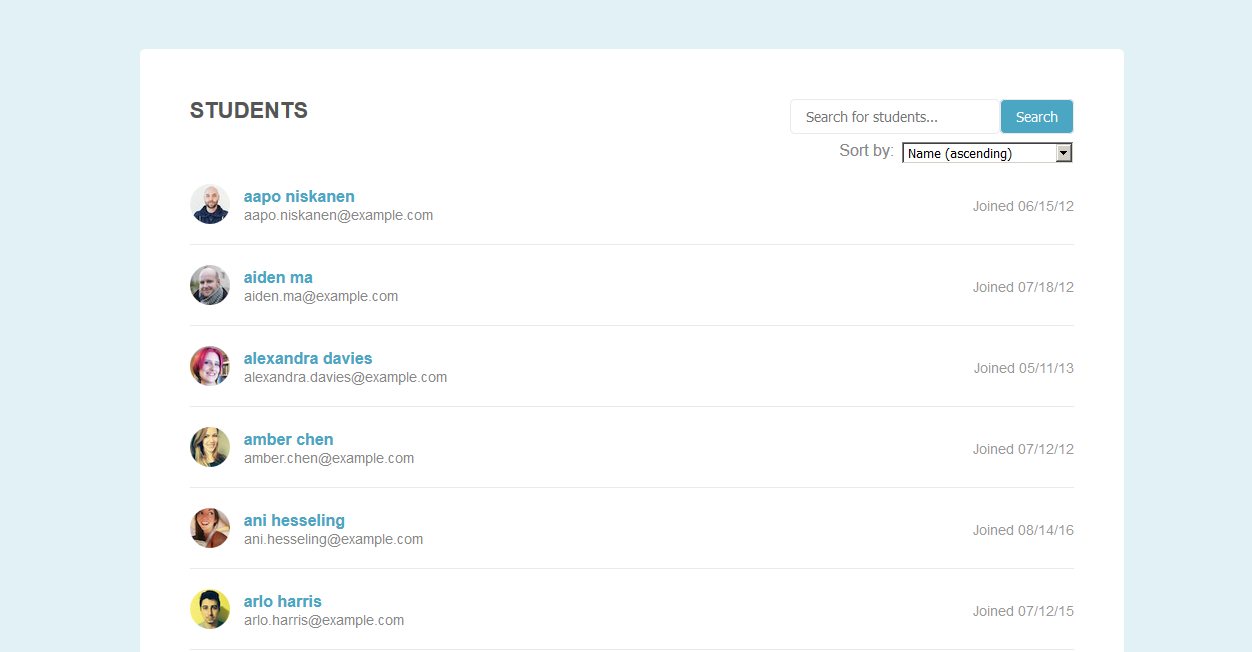 STUDENTS
Search for students...
Search
Sort by: Name (ascending)
aapo niskanen
aapo.niskanen@example.com
Joined 06/15/12
aiden ma
aiden.ma@example.com
Joined 07/18/12
alexandra davies
alexandra.davies@example.com
Joined 05/11/13
amber chen
amber.chen@example.com
Joined 07/12/12
ani hesseling
ani.hesseling@example.com
Joined 08/14/16
arlo harris
arlo.harris@example.com
Joined 07/12/15